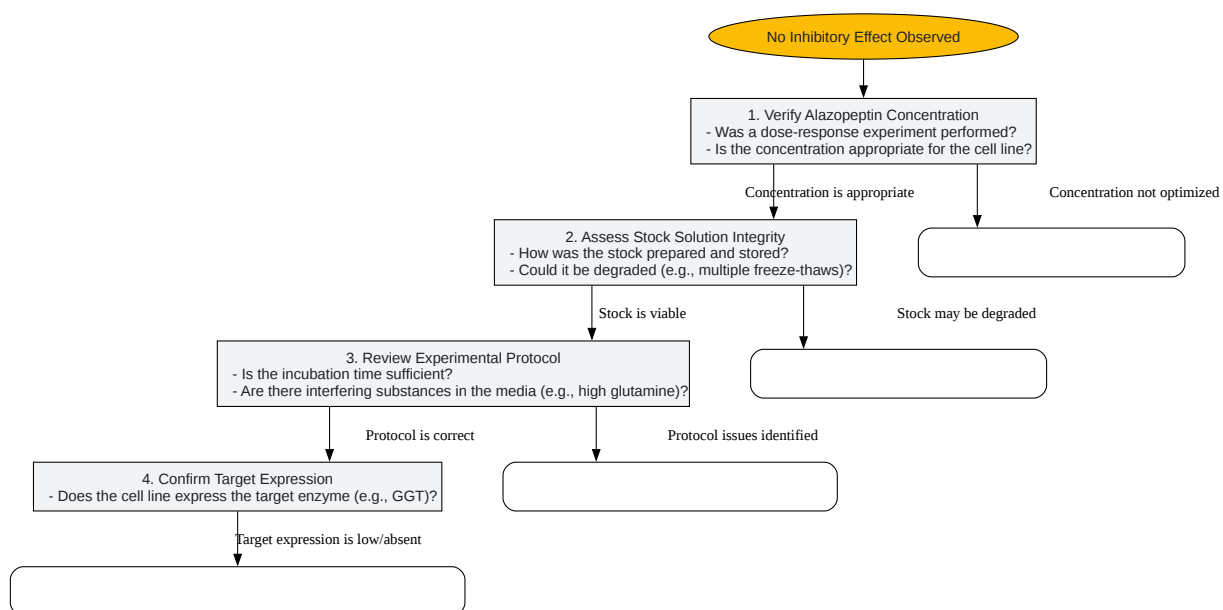 No Inhibitory Effect Observed
1. Verify Alazopeptin Concentration
- Was a dose-response experiment performed?
- Is the concentration appropriate for the cell line?
Concentration is appropriate
Concentration not optimized
2. Assess Stock Solution Integrity
- How was the stock prepared and stored?
- Could it be degraded (e.g., multiple freeze-thaws)?
Stock is viable
Stock may be degraded
3. Review Experimental Protocol
- Is the incubation time sufficient?
- Are there interfering substances in the media (e.g., high glutamine)?
Protocol is correct
Protocol issues identified
4. Confirm Target Expression
- Does the cell line express the target enzyme (e.g., GGT)?
Target expression is low/absent